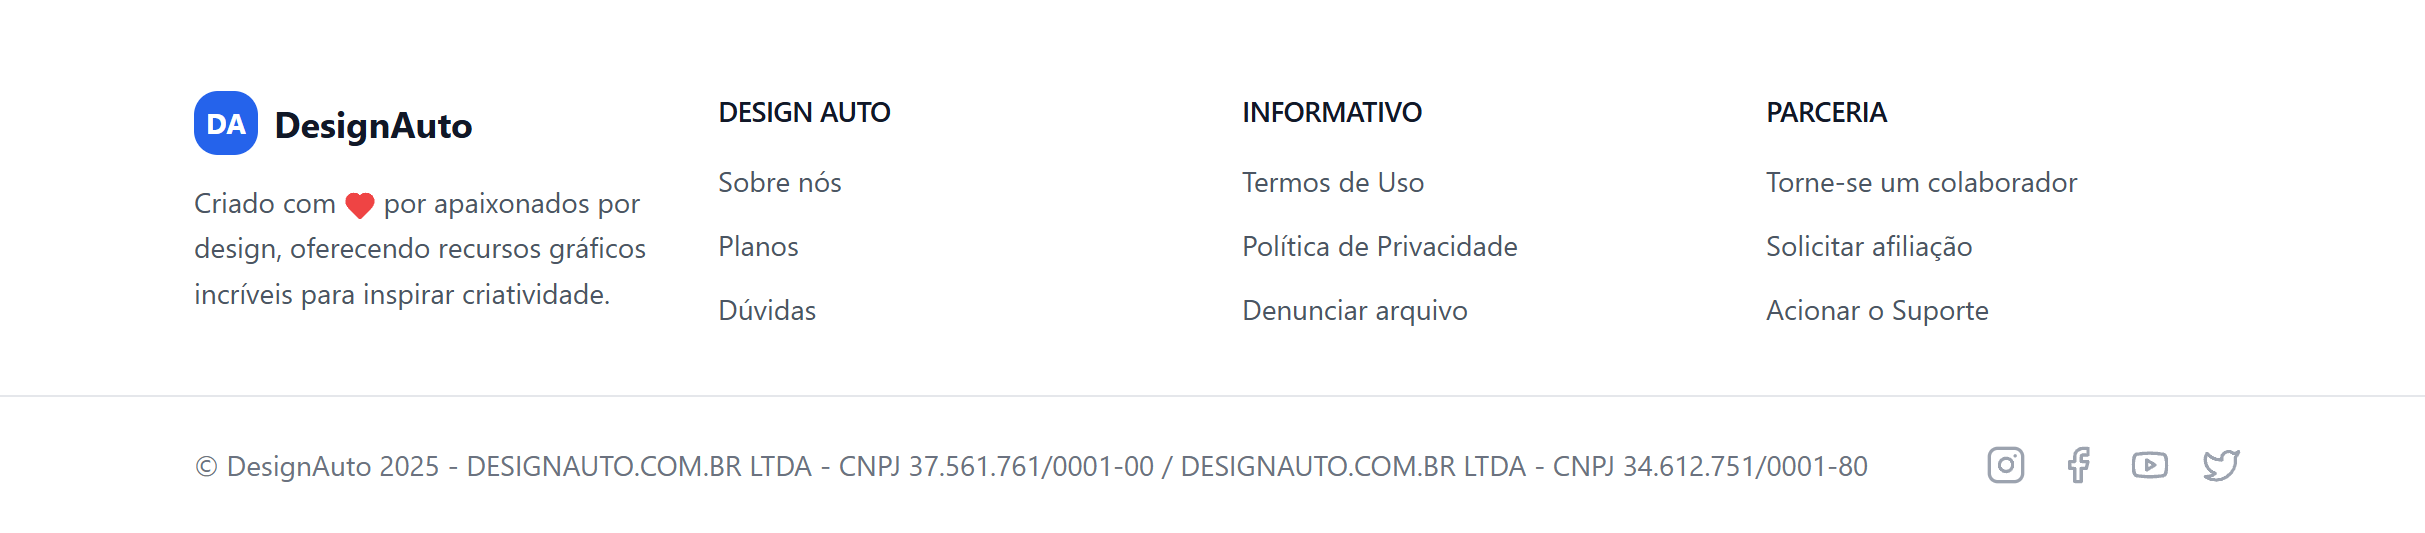 DA DesignAuto
Criado com ❤ por apaixonados por
design, oferecendo recursos gráficos
incríveis para inspirar criatividade.
DESIGN AUTO
Sobre nós
Planos
Dúvidas
INFORMATIVO
Termos de Uso
Política de Privacidade
Denunciar arquivo
PARCERIA
Torne-se um colaborador
Solicitar afiliação
Acionar o Suporte
© DesignAuto 2025 - DESIGNAUTO.COM.BR LTDA - CNPJ 37.561.761/0001-00 / DESIGNAUTO.COM.BR LTDA - CNPJ 34.612.751/0001-80